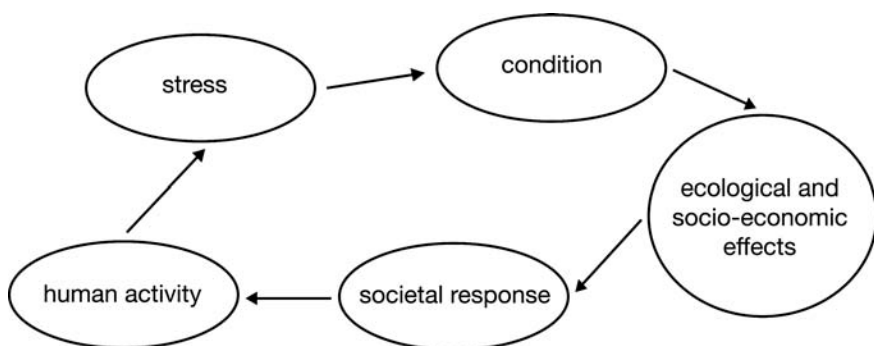 stress
condition
ecological and
socio-economic
effects
societal response
human activity